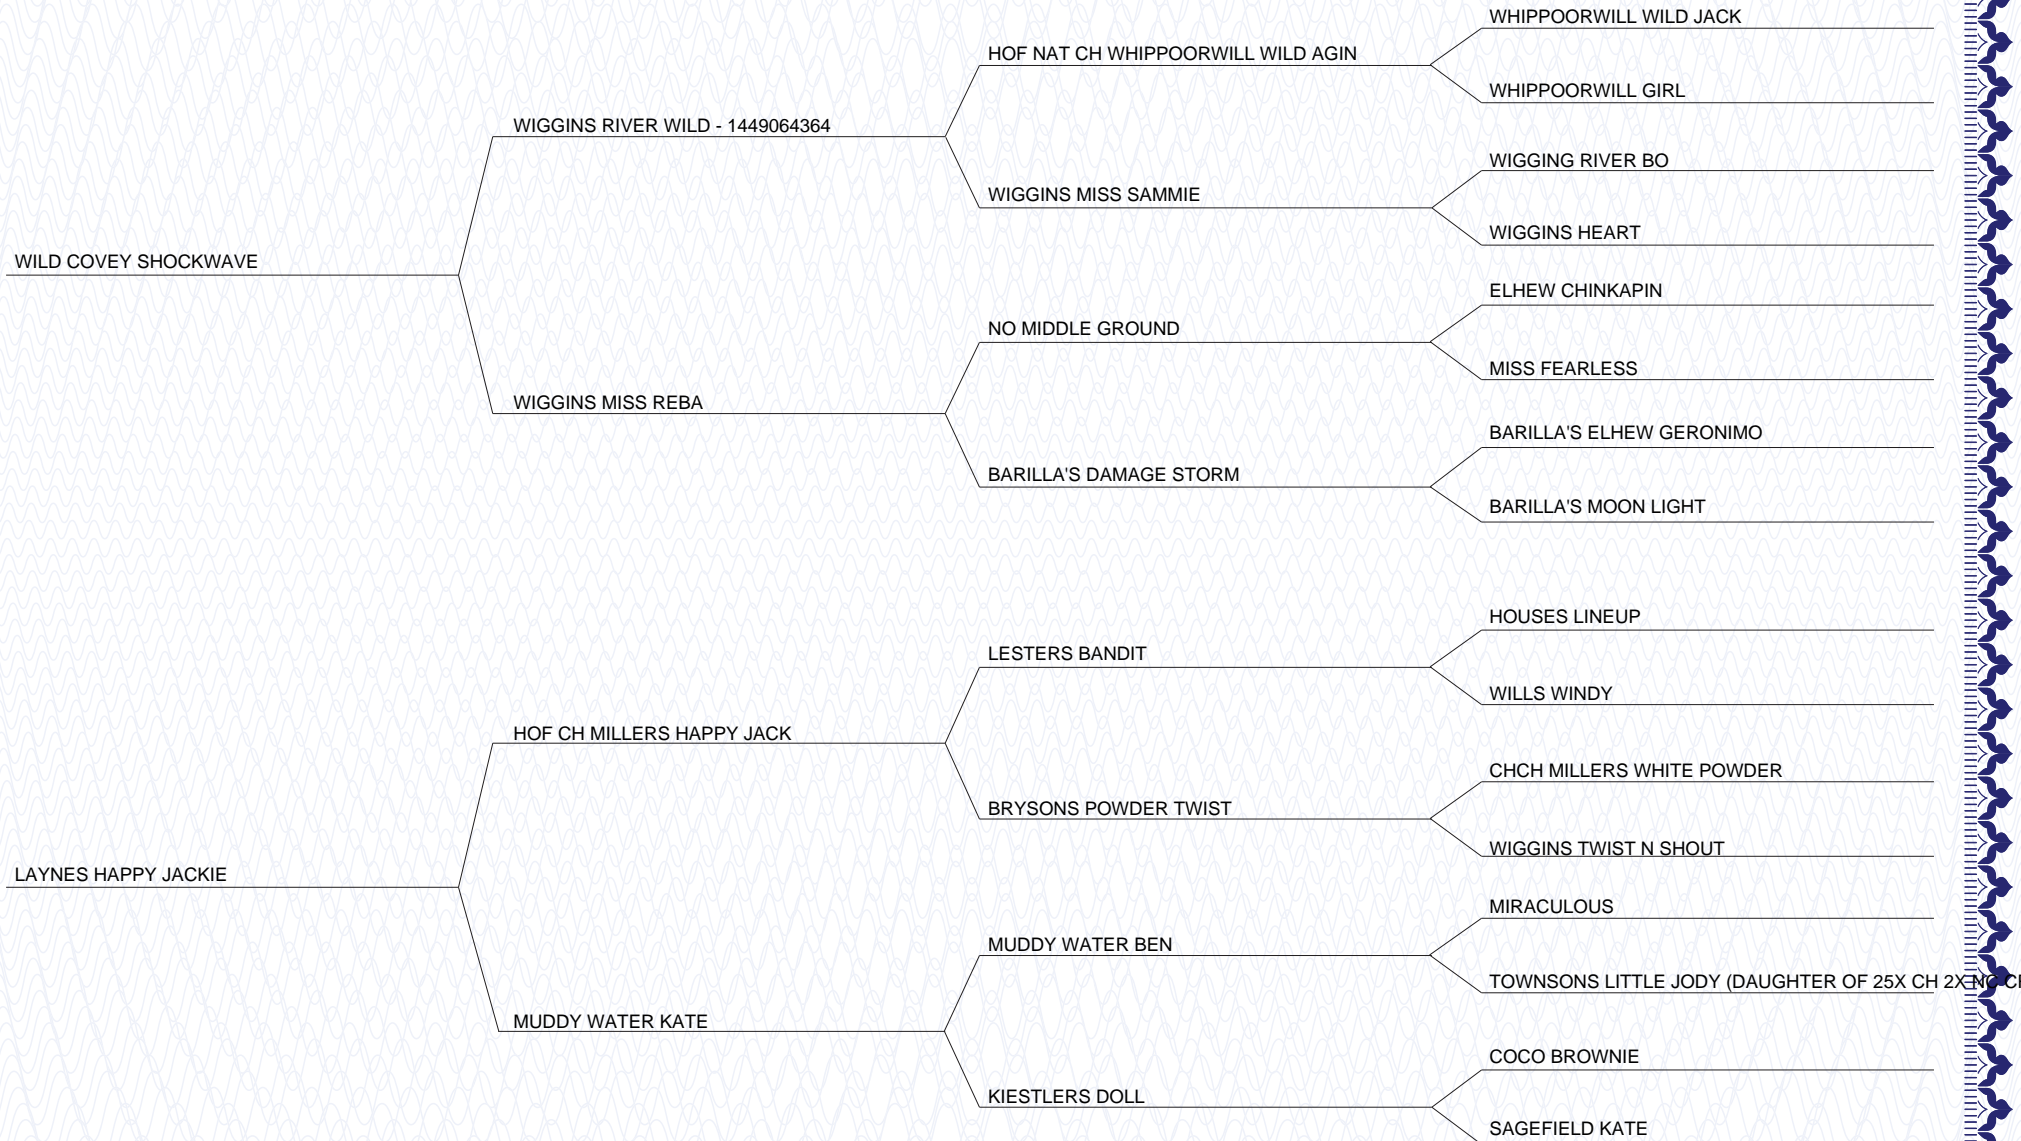 WHIPPOORWILL WILD JACK
HOF NAT CH WHIPPOORWILL WILD AGIN
WHIPPOORWILL GIRL
WIGGINS RIVER WILD - 1449064364
WIGGING RIVER BO
WIGGINS MISS SAMMIE
WIGGINS HEART
WILD COVEY SHOCKWAVE
ELHEW CHINKAPIN
NO MIDDLE GROUND
MISS FEARLESS
WIGGINS MISS REBA
BARILLA'S ELHEW GERONIMO
BARILLA'S DAMAGE STORM
BARILLA'S MOON LIGHT
HOUSES LINEUP
LESTERS BANDIT
WILLS WINDY
HOF CH MILLERS HAPPY JACK
CHCH MILLERS WHITE POWDER
BRYSONS POWDER TWIST
WIGGINS TWIST N SHOUT
LAYNES HAPPY JACKIE
MIRACULOUS
MUDDY WATER BEN
TOWNSONS LITTLE JODY (DAUGHTER OF 25X CH 2X
MUDDY WATER KATE
COCO BROWNIE
KIESTLERS DOLL
SAGEFIELD KATE